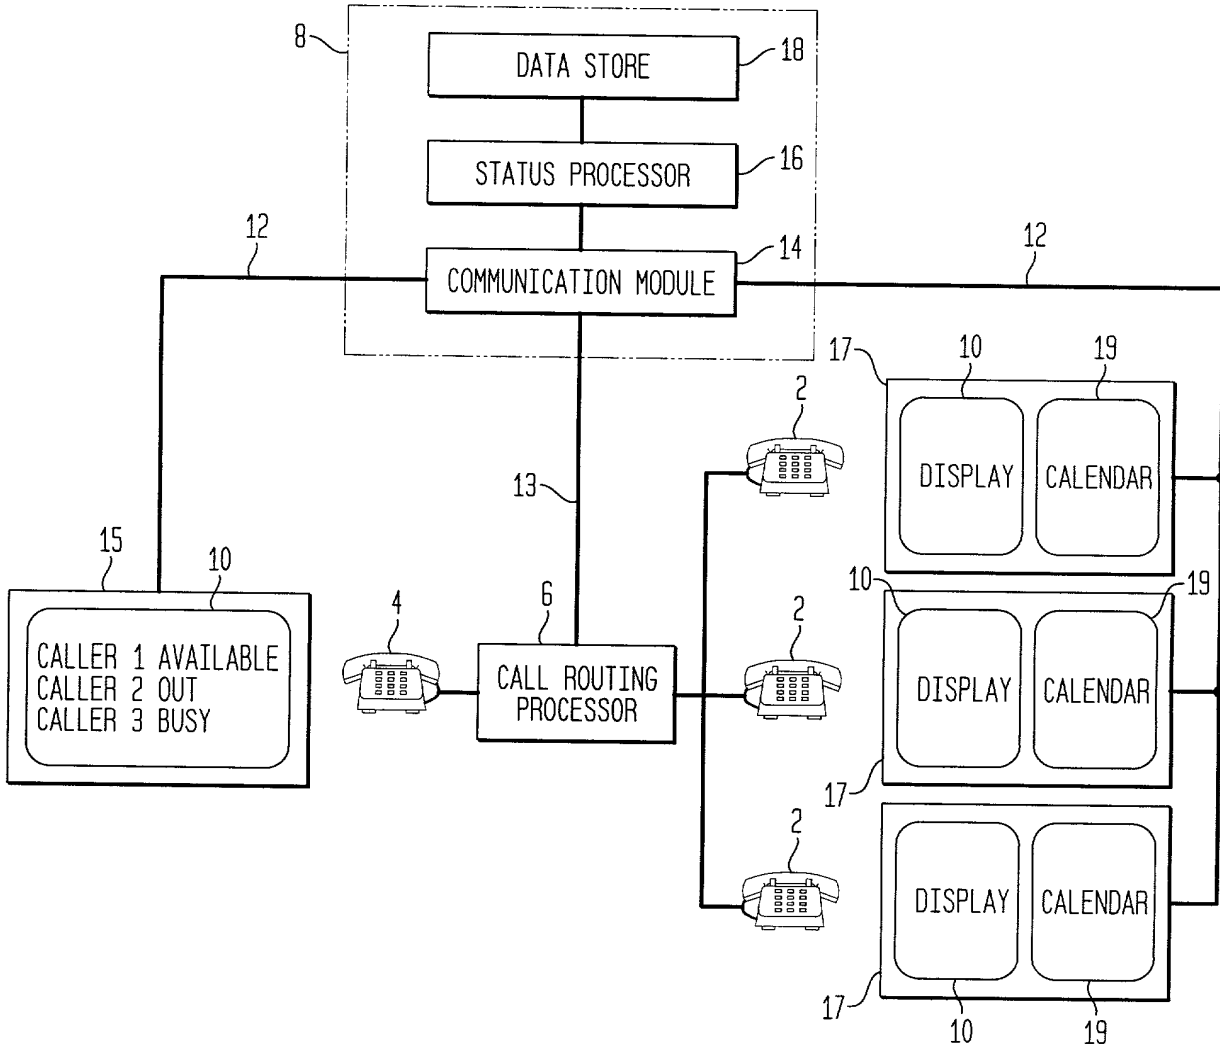 8
DATA STORE
18
STATUS PROCESSOR
16
12
COMMUNICATION MODULE
14
12
17
10
19
DISPLAY
CALENDAR
2
13
15
10
CALLER 1 AVAILABLE
CALLER 2 OUT
CALLER 3 BUSY
4
6
CALL ROUTING
PROCESSOR
2
10
19
DISPLAY
CALENDAR
17
2
DISPLAY
CALENDAR
17
10
19